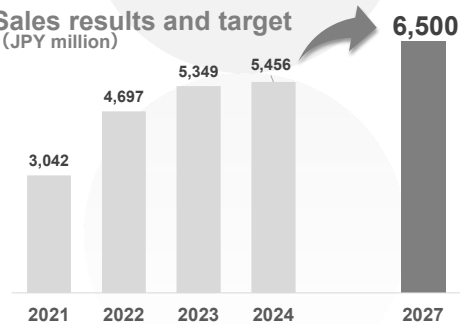 Sales results and target
（JPY million）
6,500
5,456
5,349
4,697
3,042
2021 2022 2023 2024 2027